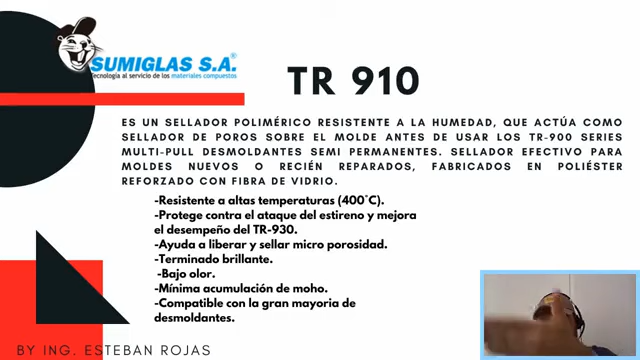 SUMIGLAS S.A.
Tecnología al servicio de los materiales compuestos
TR 910
ES UN SELLADOR POLIMÉRICO RESISTENTE A LA HUMEDAD, QUE ACTÚA COMO
SELLADOR DE POROS SOBRE EL MOLDE ANTES DE USAR LOS TR-900 SERIES
MULTI-PULL DESMOLDANTES SEMI PERMANENTES. SELLADOR EFECTIVO PARA
MOLDES NUEVOS O RECIÉN REPARADOS, FABRICADOS EN POLIÉSTER
REFORZADO CON FIBRA DE VIDRIO.
-Resistente a altas temperaturas (400°C).
-Protege contra el ataque del estireno y mejora
el desempeño del TR-930.
-Ayuda a liberar y sellar micro porosidad.
-Terminado brillante.
-Bajo olor.
-Mínima acumulación de moho.
-Compatible con la gran mayoria de
desmoldantes.
BY ING. ESTEBAN ROJAS